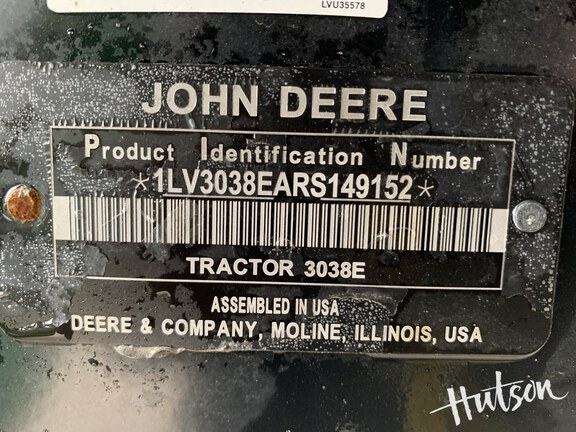 LVU35578
JOHN DEERE
Product Identification Number
*1LV3038EARS149152*
TRACTOR 3038E
ASSEMBLED IN USA
DEERE & COMPANY, MOLINE, ILLINOIS, USA
Hutson